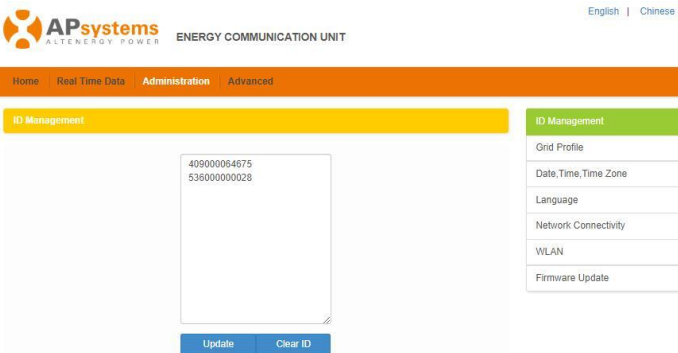 English | Chinese
APsystems
ALTENERGY POWER
ENERGY COMMUNICATION UNIT
Home Real Time Data Administration Advanced
ID Management
409000064675
536000000028
Update Clear ID
ID Management
Grid Profile
Date,Time,Time Zone
Language
Network Connectivity
WLAN
Firmware Update